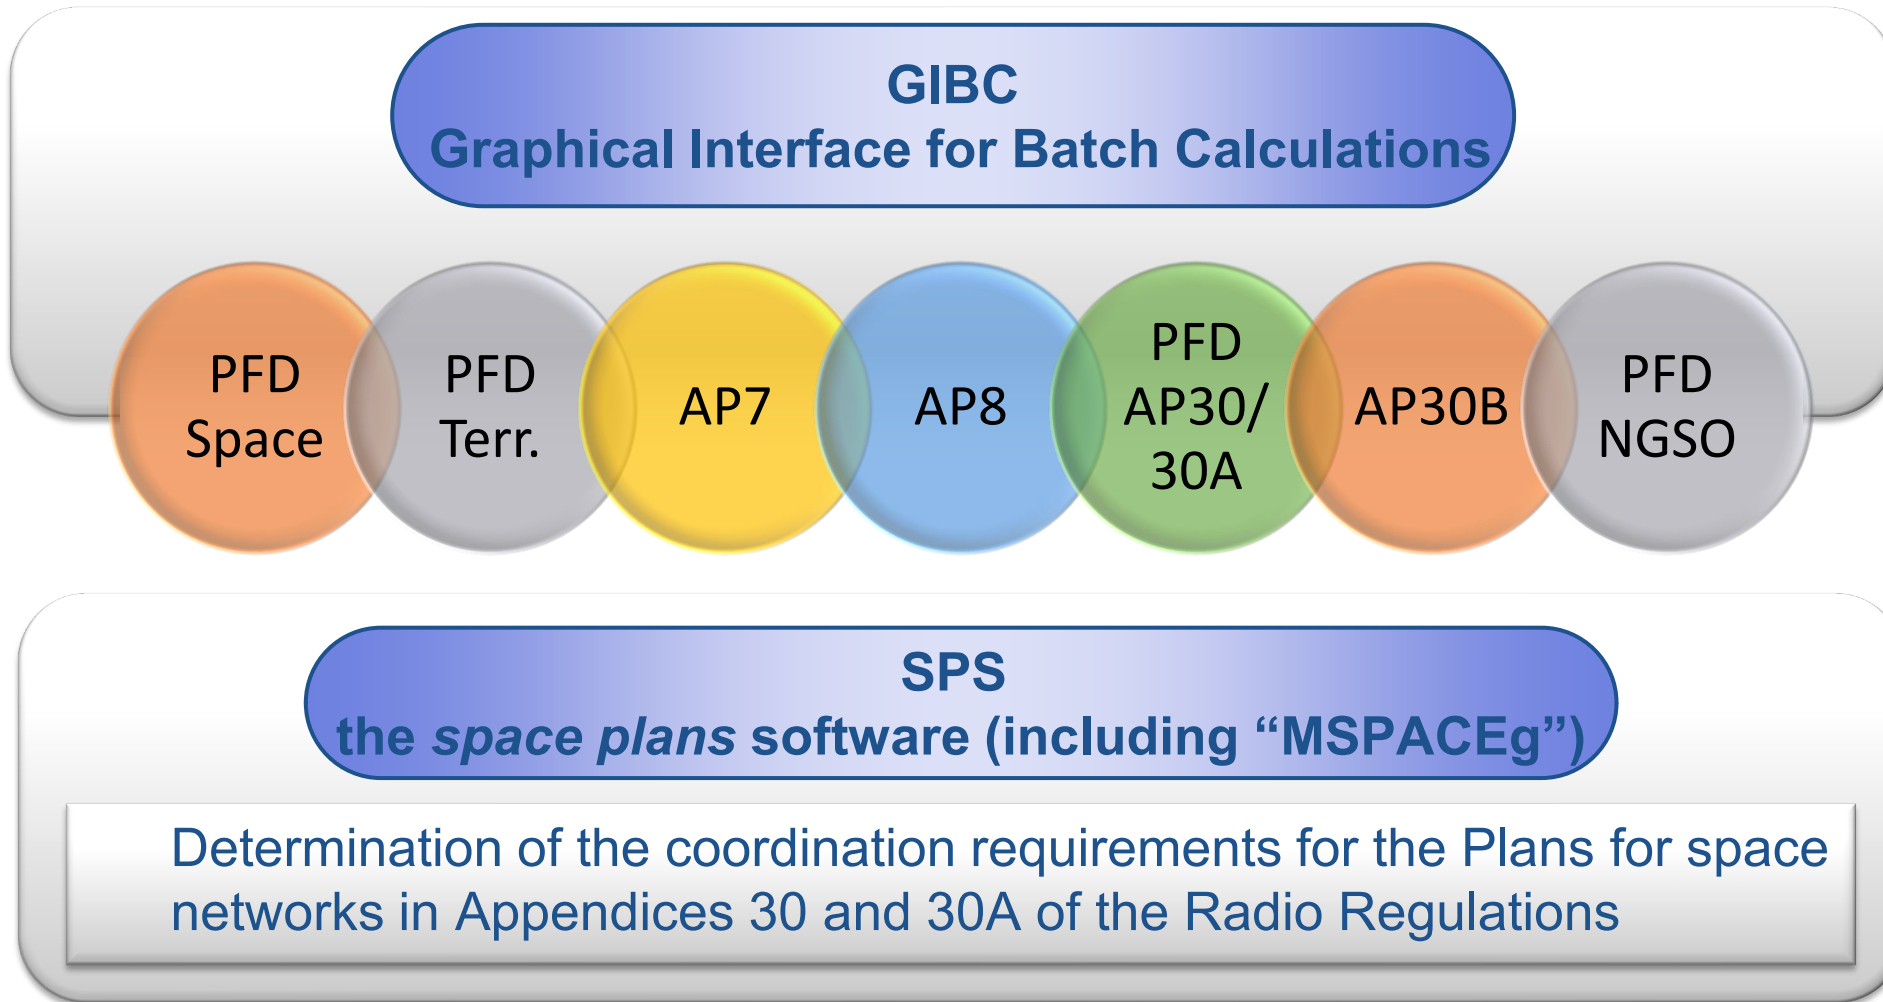 GIBC
Graphical Interface for Batch Calculations
PFD
Space
PFD
Terr.
AP7
AP8
PFD
AP30/
30A
AP30B
PFD
NGSO
SPS
the space plans software (including “MSPACEg”)
Determination of the coordination requirements for the Plans for space
networks in Appendices 30 and 30A of the Radio Regulations